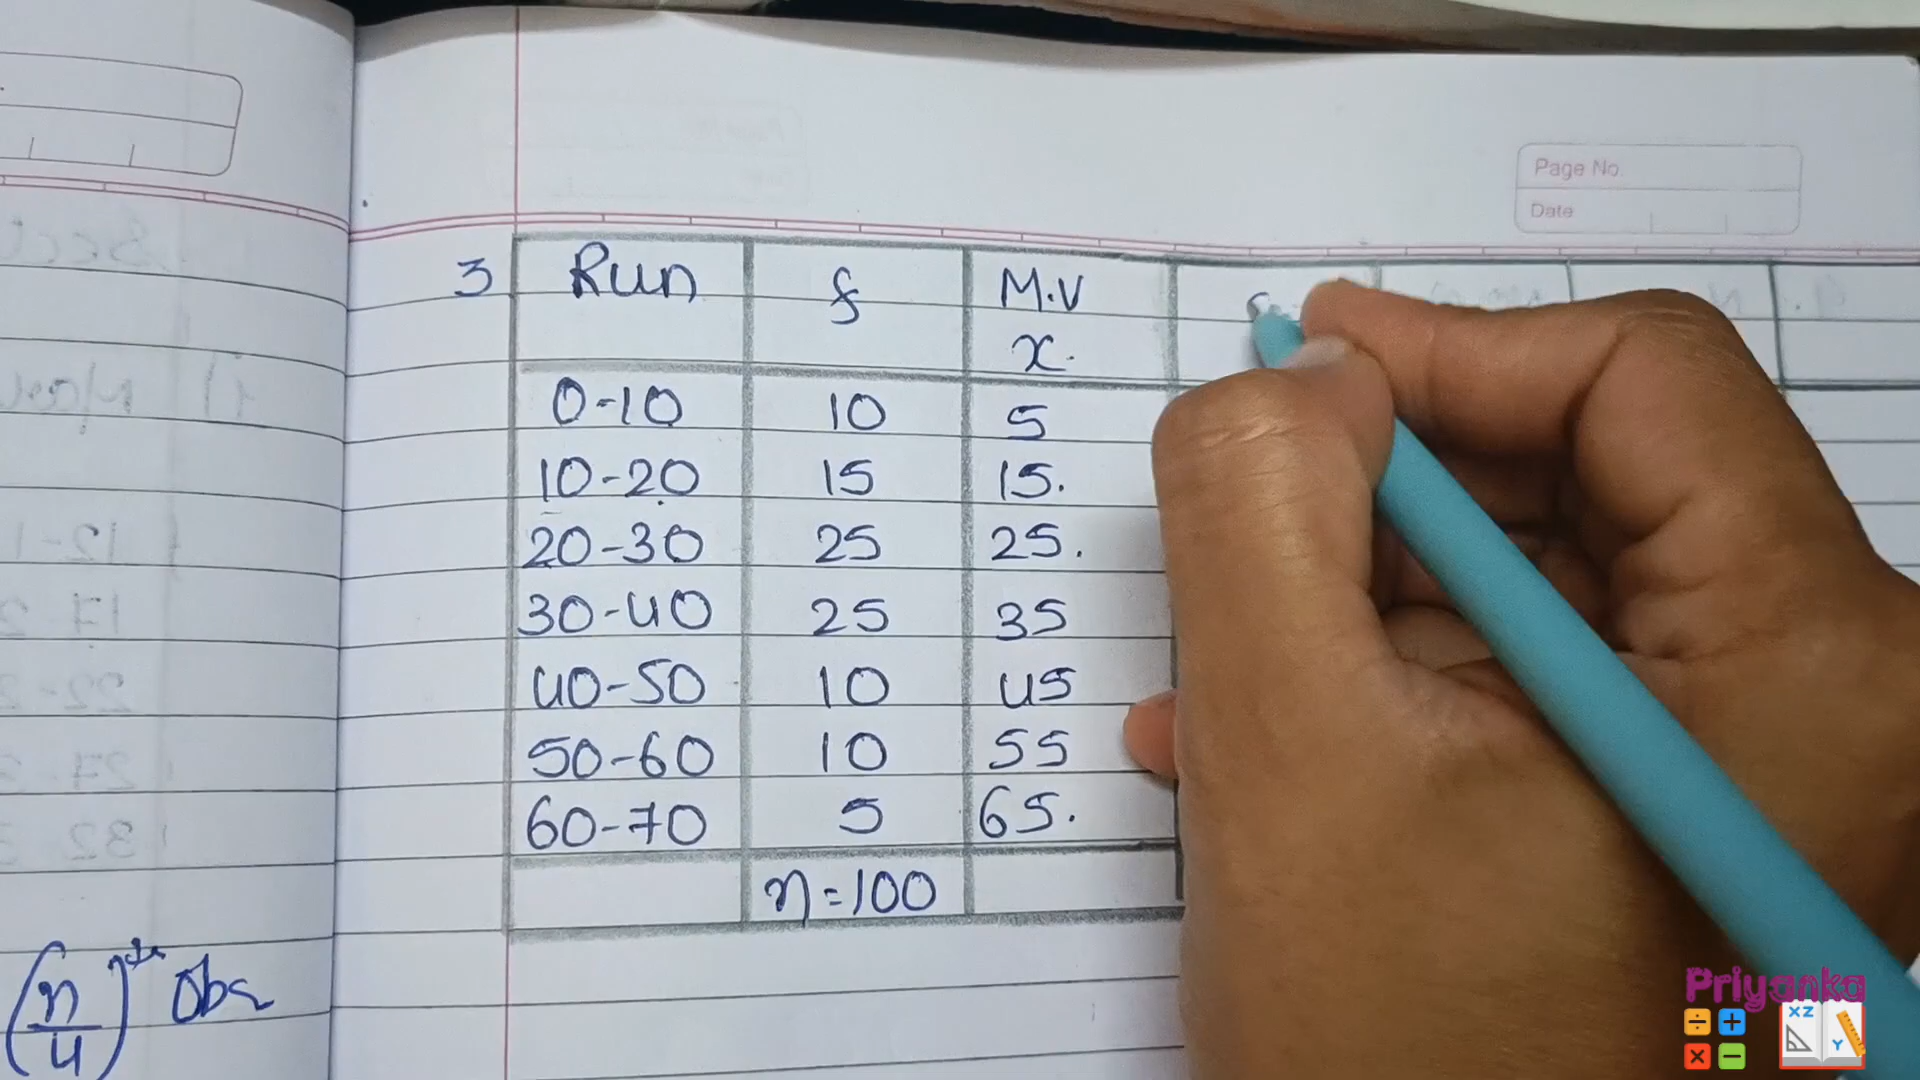 Page No.
Date
3 Run f M.V
x.
0-10 10 5
10-20 15 15.
20-30 25 25.
30-40 25 35
40-50 10 45
50-60 10 55
60-70 5 65.
n=100
(n/4)th Obs
Priyanka
XZ
Y